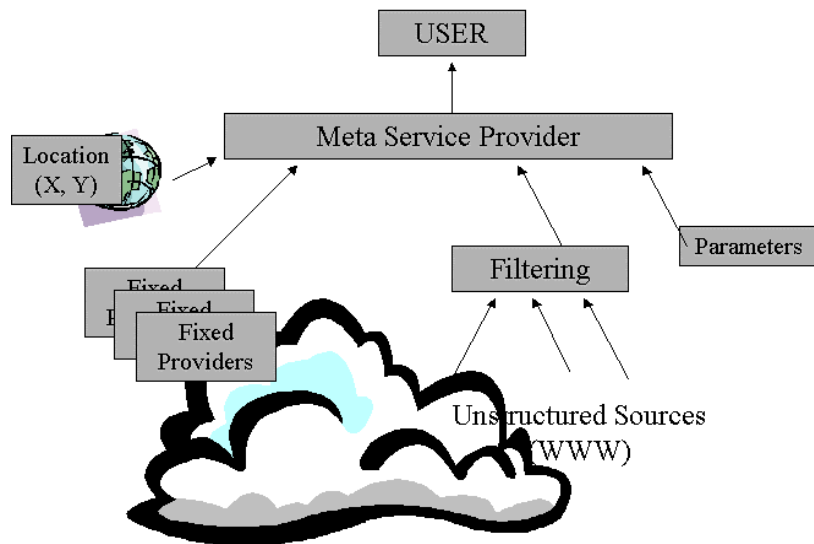 USER
Meta Service Provider
Location
(X, Y)
Parameters
Filtering
Fixed
Fixed
Fixed
Providers
Unstructured Sources
(WWW)